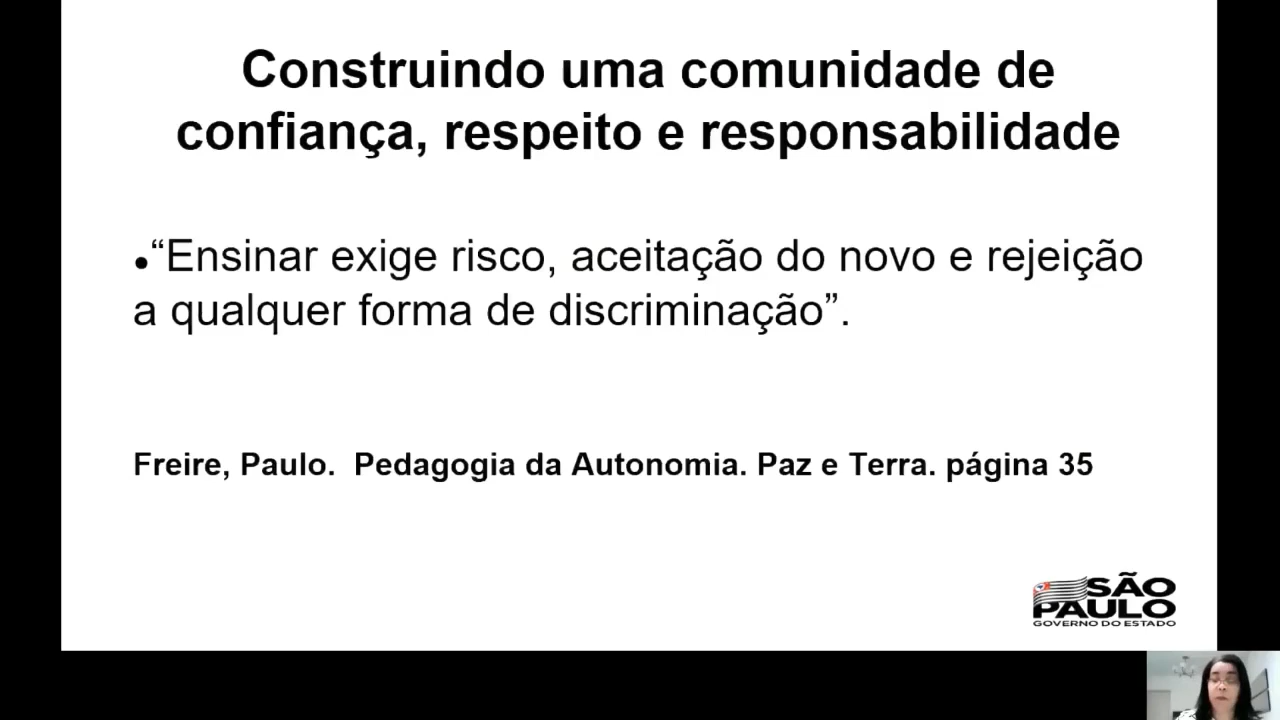 Construindo uma comunidade de
confiança, respeito e responsabilidade
●“Ensinar exige risco, aceitação do novo e rejeição
a qualquer forma de discriminação”.
Freire, Paulo.  Pedagogia da Autonomia. Paz e Terra. página 35
SÃO
PAULO
GOVERNO DO ESTADO